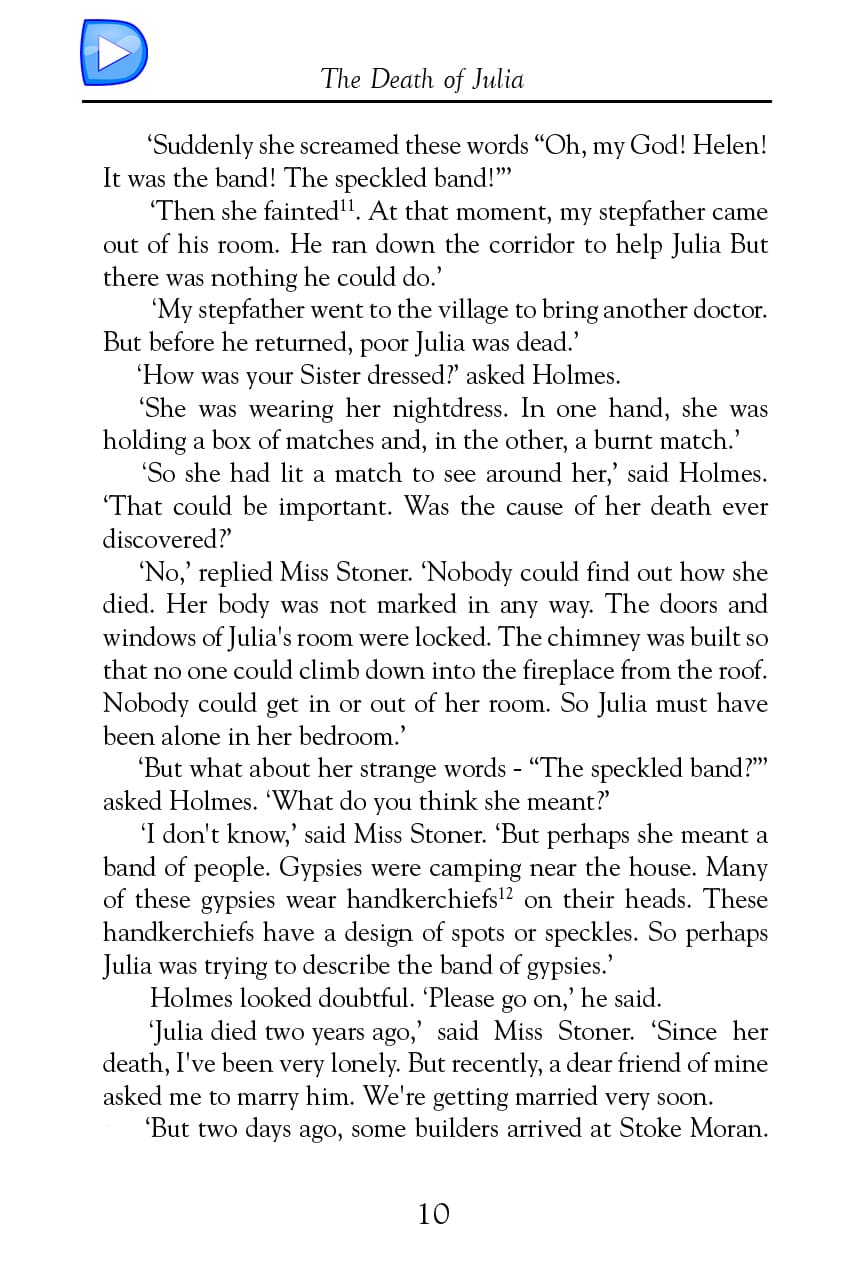 The Death of Julia
‘Suddenly she screamed these words “Oh, my God! Helen!
It was the band! The speckled band!”’
‘Then she fainted¹¹. At that moment, my stepfather came
out of his room. He ran down the corridor to help Julia But
there was nothing he could do.’
‘My stepfather went to the village to bring another doctor.
But before he returned, poor Julia was dead.’
‘How was your Sister dressed?’ asked Holmes.
‘She was wearing her nightdress. In one hand, she was
holding a box of matches and, in the other, a burnt match.’
‘So she had lit a match to see around her,’ said Holmes.
‘That could be important. Was the cause of her death ever
discovered?’
‘No,’ replied Miss Stoner. ‘Nobody could find out how she
died. Her body was not marked in any way. The doors and
windows of Julia's room were locked. The chimney was built so
that no one could climb down into the fireplace from the roof.
Nobody could get in or out of her room. So Julia must have
been alone in her bedroom.’
‘But what about her strange words - “The speckled band?”’
asked Holmes. ‘What do you think she meant?’
‘I don't know,’ said Miss Stoner. ‘But perhaps she meant a
band of people. Gypsies were camping near the house. Many
of these gypsies wear handkerchiefs¹² on their heads. These
handkerchiefs have a design of spots or speckles. So perhaps
Julia was trying to describe the band of gypsies.’
Holmes looked doubtful. ‘Please go on,’ he said.
‘Julia died two years ago,’ said Miss Stoner. ‘Since her
death, I've been very lonely. But recently, a dear friend of mine
asked me to marry him. We're getting married very soon.
‘But two days ago, some builders arrived at Stoke Moran.
10